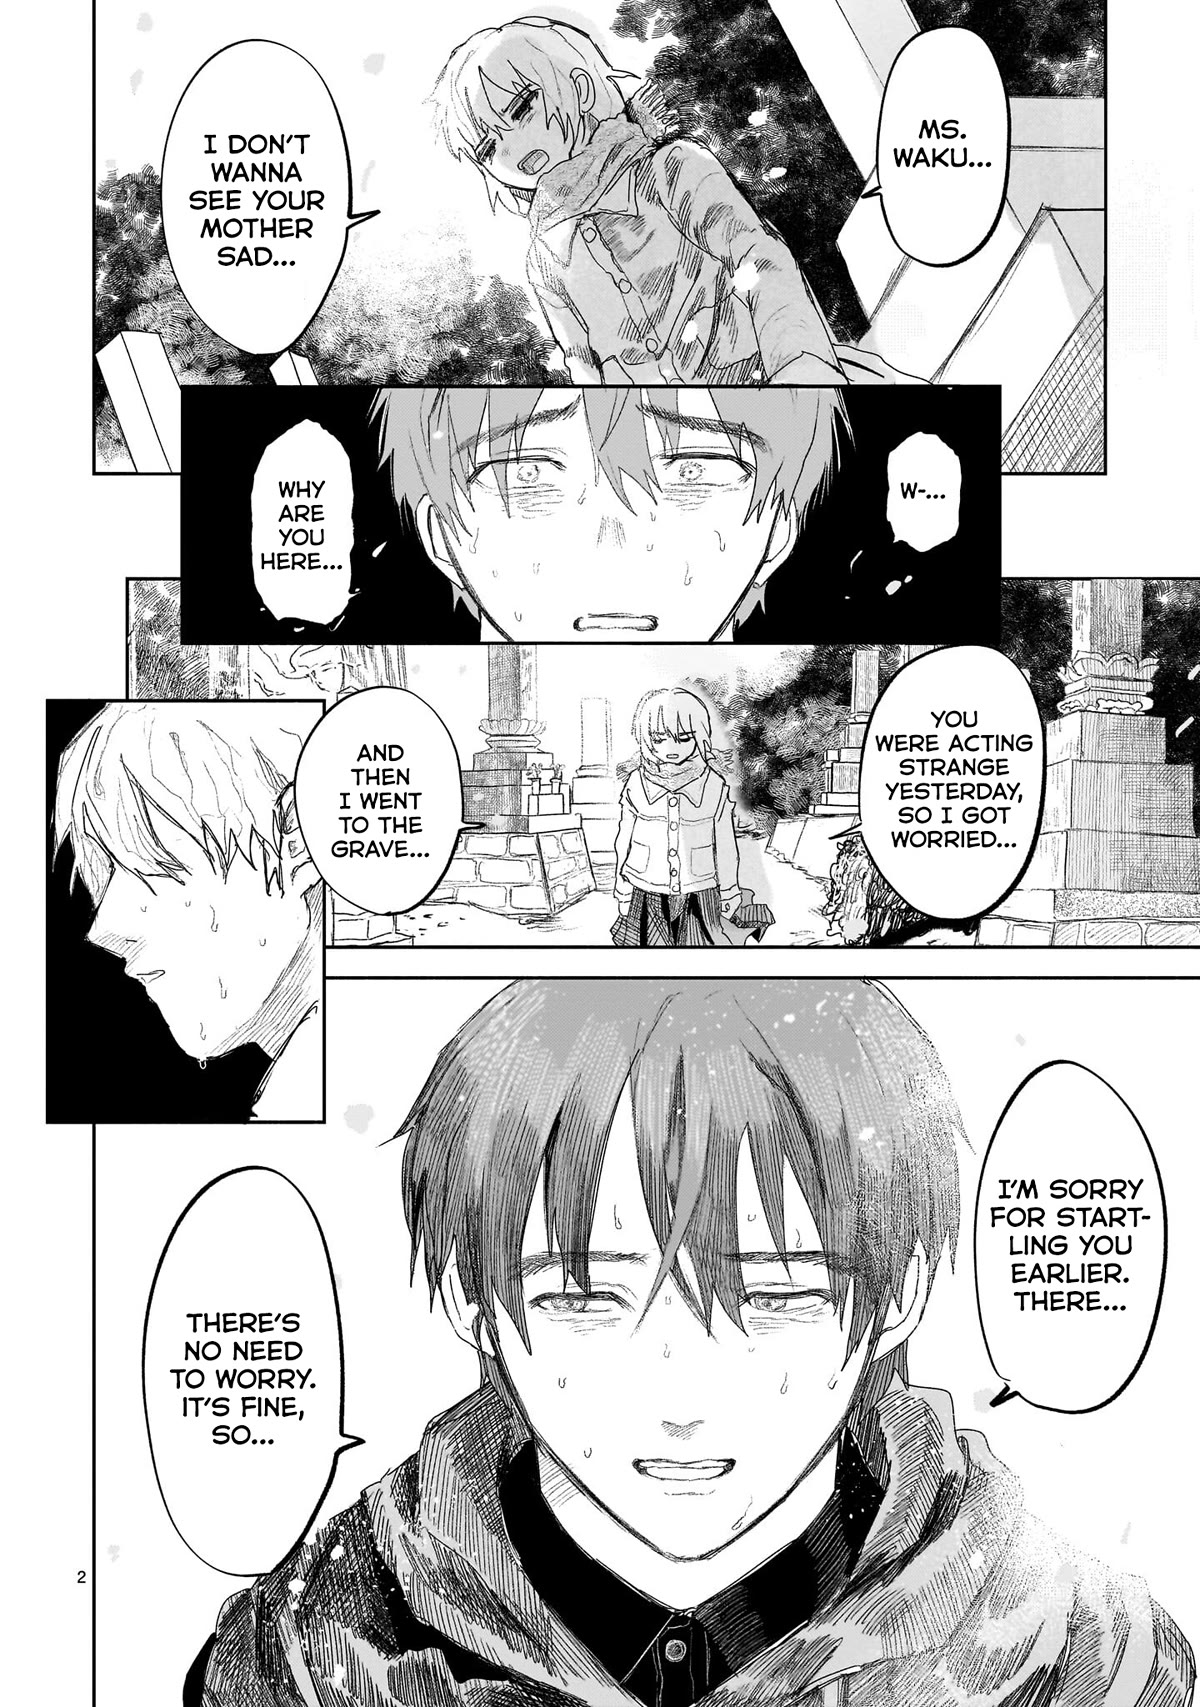 MS.
WAKU...
I DON'T
WANNA
SEE YOUR
MOTHER
SAD...
W-...
WHY
ARE
YOU
HERE...
YOU
WERE ACTING
STRANGE
YESTERDAY,
SO I GOT
WORRIED...
AND
THEN
I WENT
TO THE
GRAVE...
I'M SORRY
FOR START-
LING YOU
EARLIER.
THERE...
THERE'S
NO NEED
TO WORRY.
IT'S FINE,
SO...
2